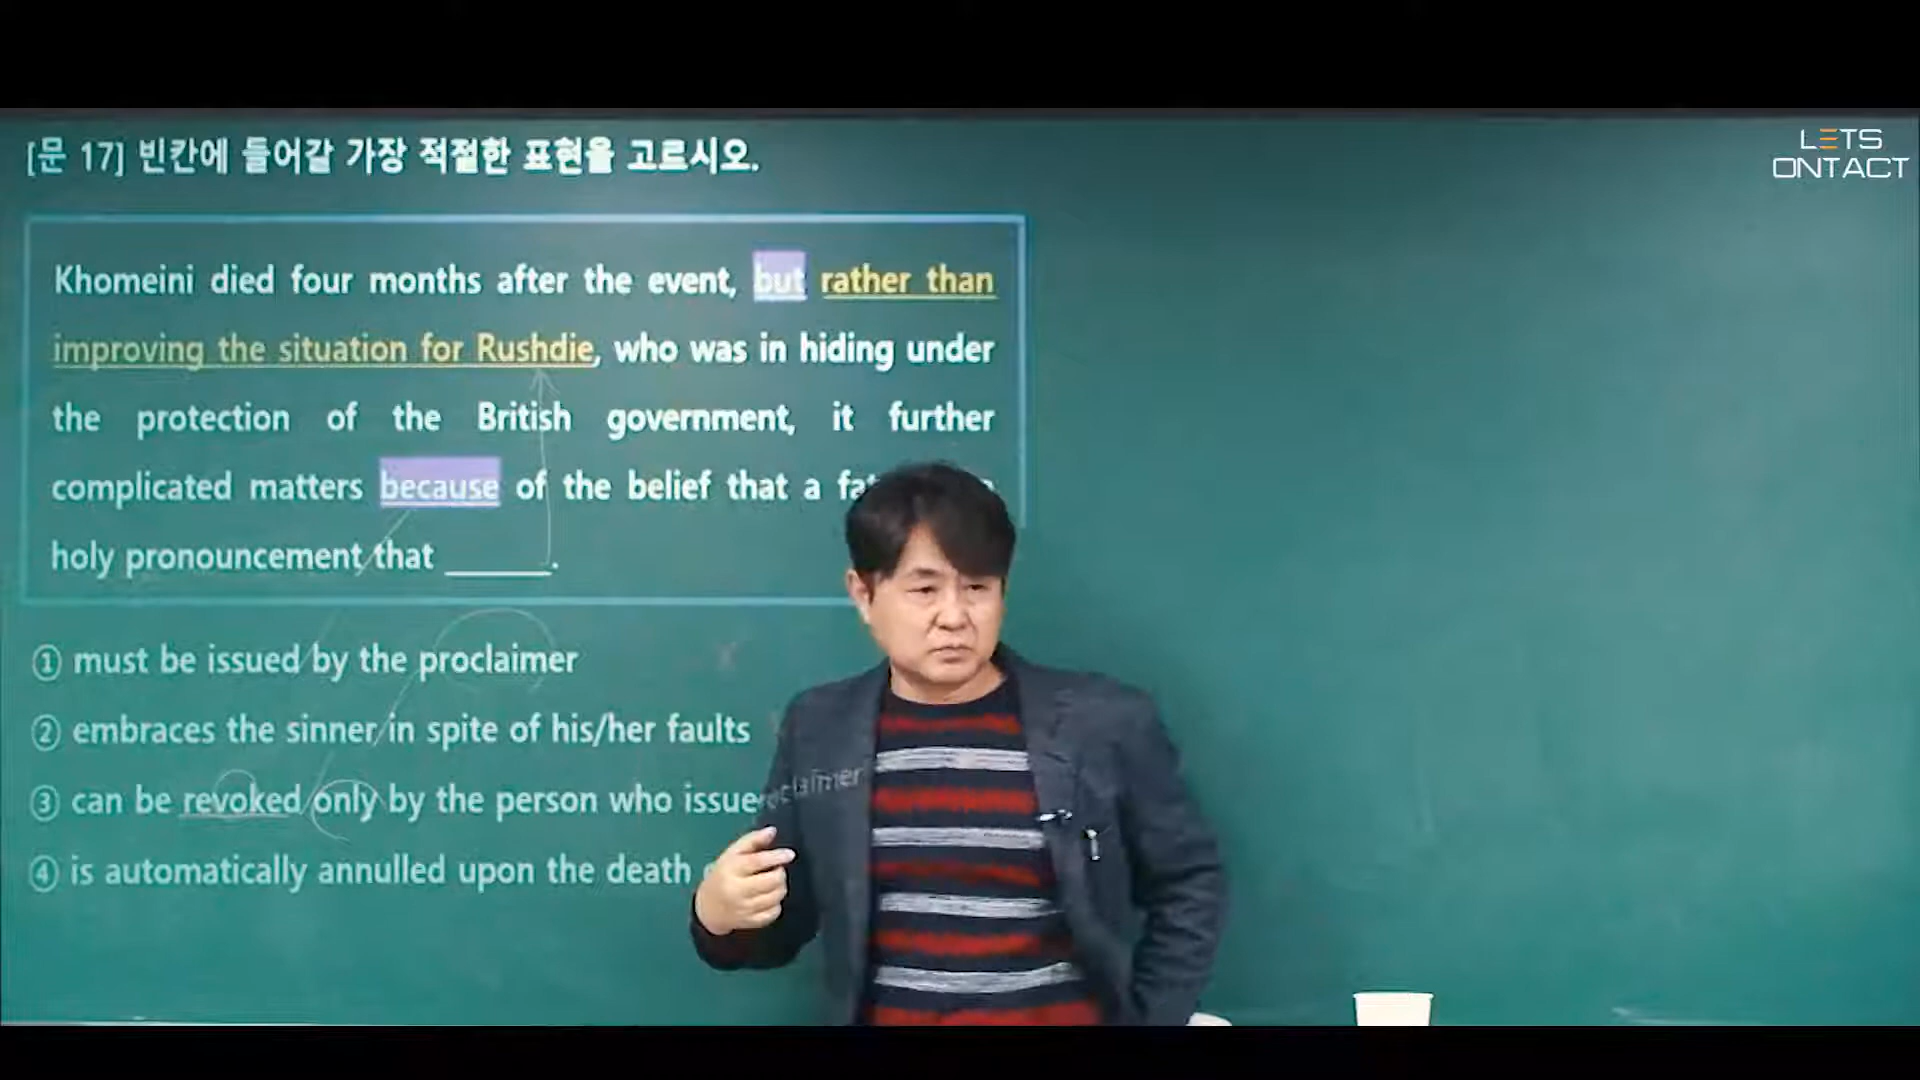 [문 17] 빈칸에 들어갈 가장 적절한 표현을 고르시오.
LETS
ONTACT
Khomeini died four months after the event, but rather than
improving the situation for Rushdie, who was in hiding under
the protection of the British government, it further
complicated matters because of the belief that a
holy pronouncement that ______.
① must be issued by the proclaimer
② embraces the sinner in spite of his/her faults
③ can be revoked only by the person who
④ is automatically annulled upon the death